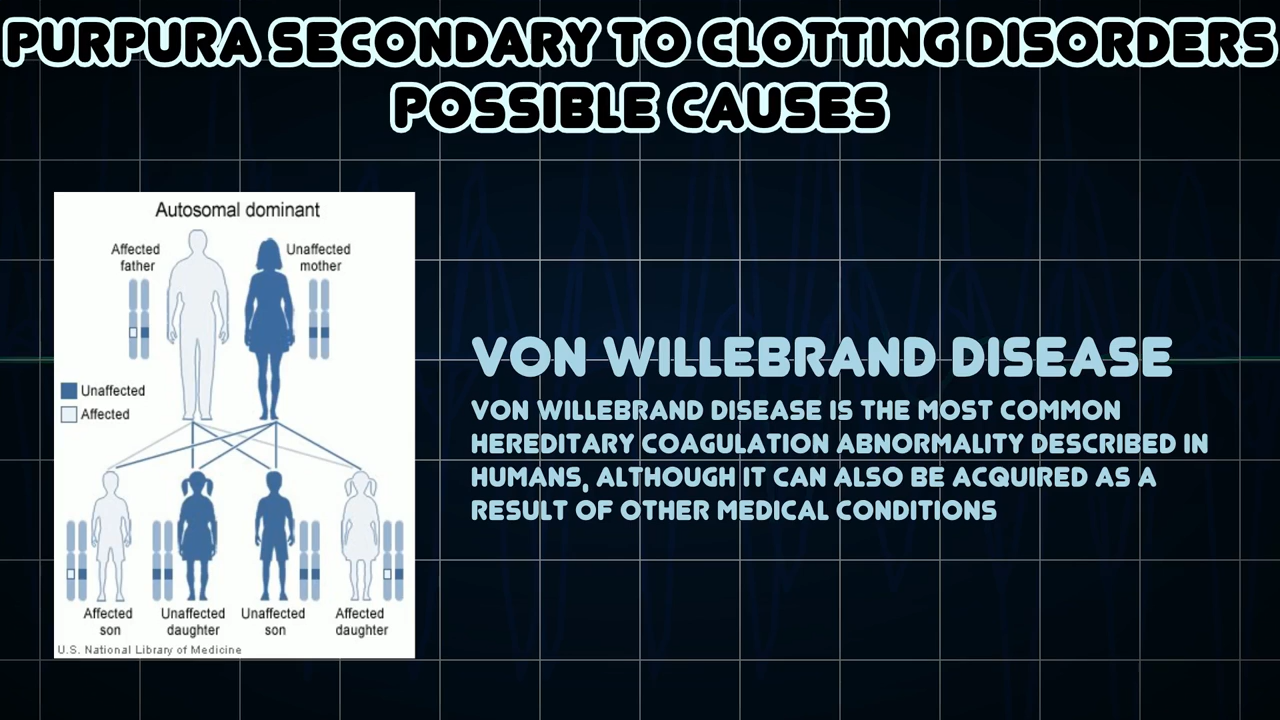 PURPURA SECONDARY TO CLOTTING DISORDERS
POSSIBLE CAUSES
Autosomal dominant
Affected
father
Unaffected
mother
Unaffected
Affected
Affected
son
Unaffected
daughter
Unaffected
son
Affected
daughter
U.S. National Library of Medicine
VON WILLEBRAND DISEASE
VON WILLEBRAND DISEASE IS THE MOST COMMON
HEREDITARY COAGULATION ABNORMALITY DESCRIBED IN
HUMANS, ALTHOUGH IT CAN ALSO BE ACQUIRED AS A
RESULT OF OTHER MEDICAL CONDITIONS